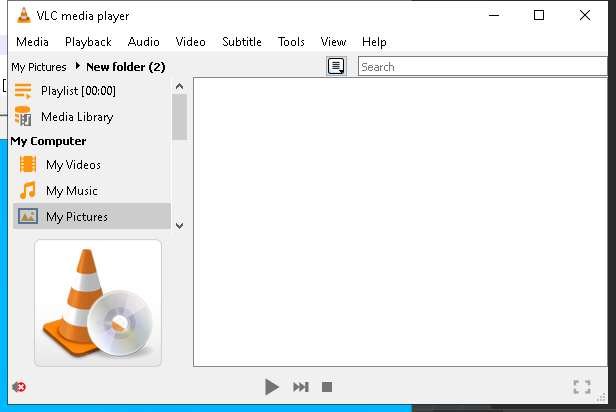 VLC media player
Media Playback Audio Video Subtitle Tools View Help
My Pictures New folder (2)
Search
Playlist [00:00]
Media Library
My Computer
My Videos
My Music
My Pictures